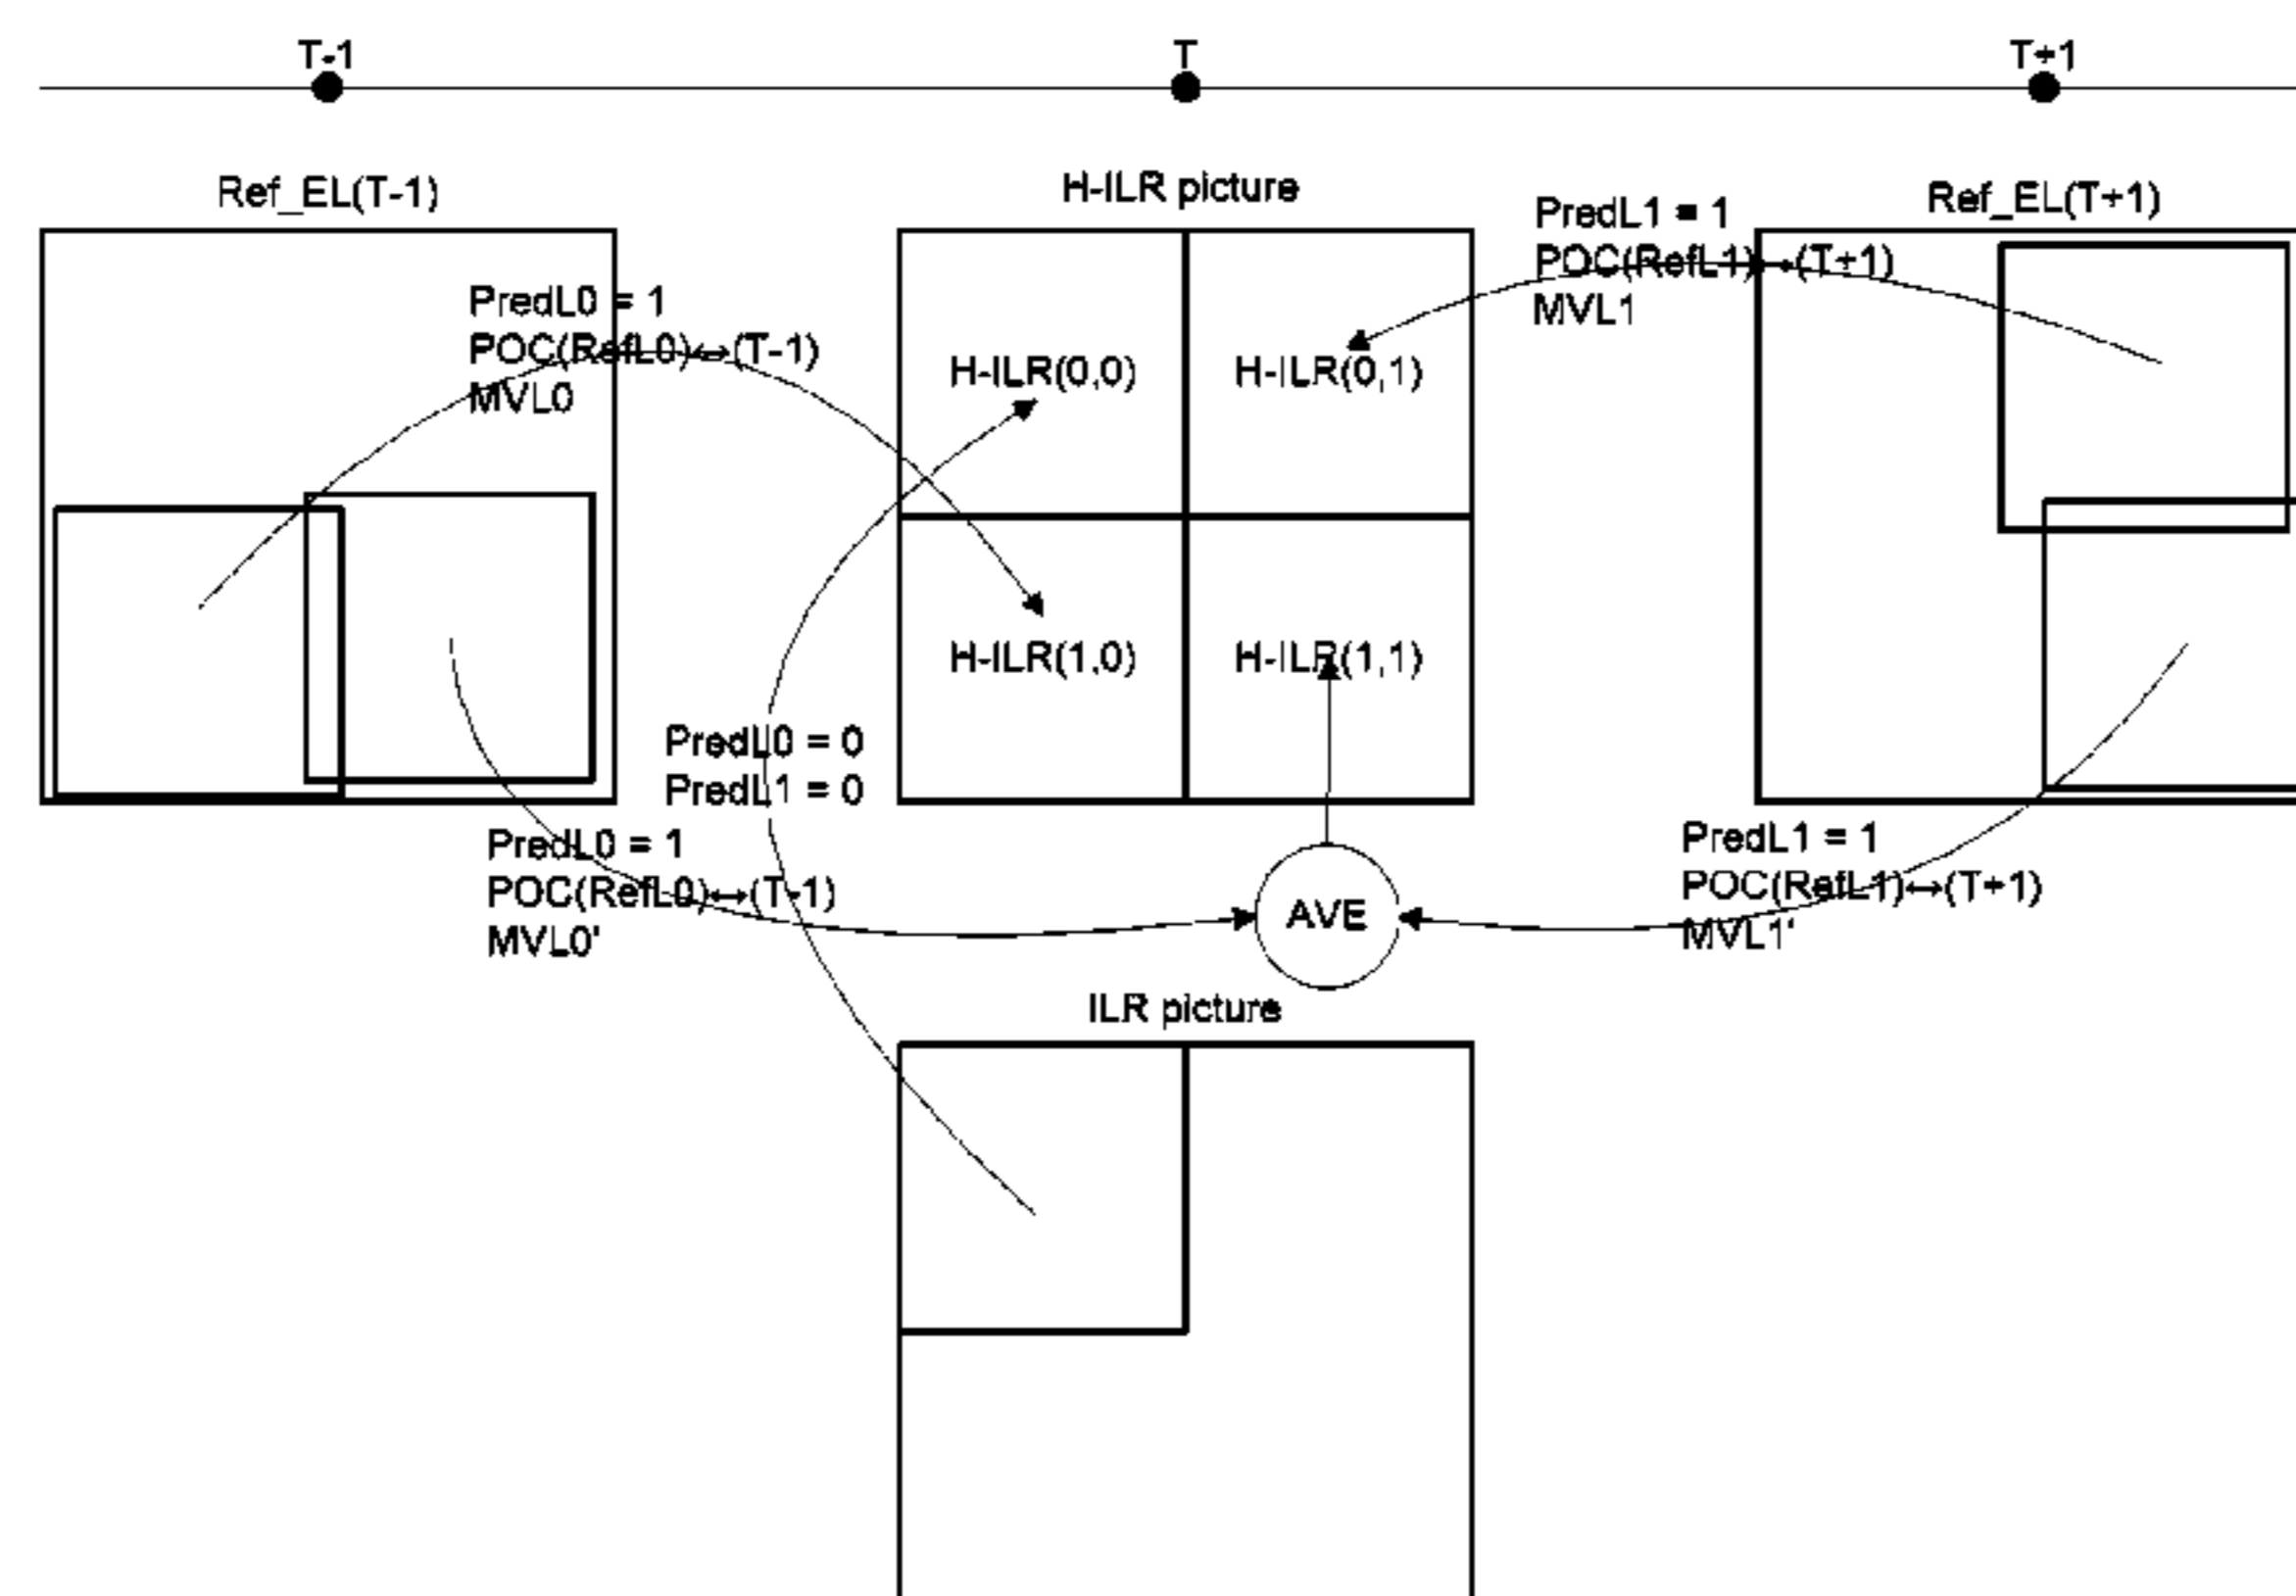 T-1
T
T+1
Ref_EL(T-1)
H-ILR picture
Ref_EL(T+1)
PredL1 = 1
POC(RefL1)↔(T+1)
MVL1
PredL0 = 1
POC(RefL0)↔(T-1)
MVL0
H-ILR(0,0)
H-ILR(0,1)
H-ILR(1,0)
H-ILR(1,1)
PredL0 = 0
PredL1 = 0
PredL0 = 1
POC(RefL0)↔(T-1)
MVL0'
AVE
PredL1 = 1
POC(RefL1)↔(T+1)
MVL1'
ILR picture